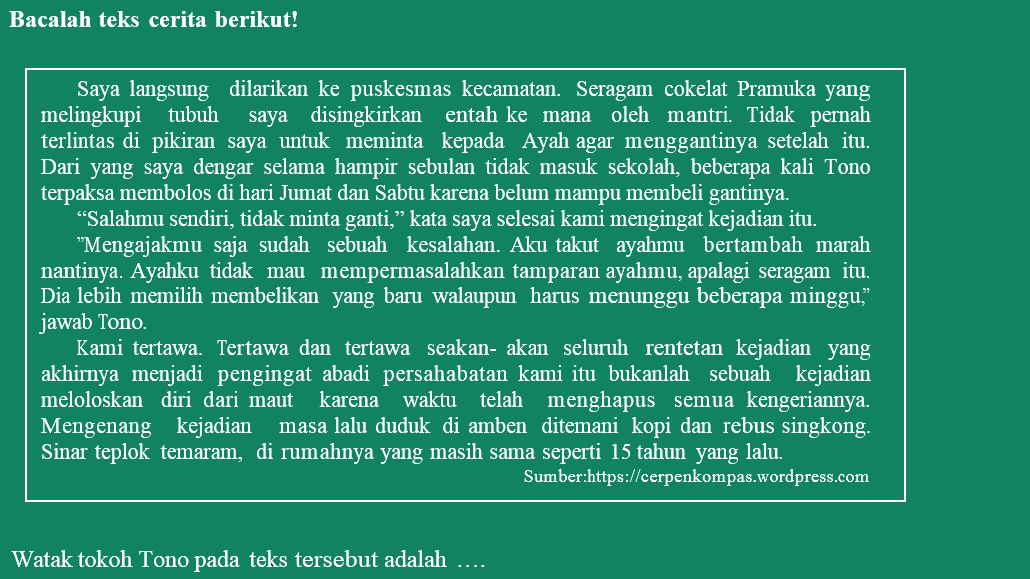 Bacalah teks cerita berikut!
Saya langsung dilarikan ke puskesmas kecamatan. Seragam cokelat Pramuka yang
melingkupi tubuh saya disingkirkan entah ke mana oleh mantri. Tidak pernah
terlintas di pikiran saya untuk meminta kepada Ayah agar menggantinya setelah itu.
Dari yang saya dengar selama hampir sebulan tidak masuk sekolah, beberapa kali Tono
terpaksa membolos di hari Jumat dan Sabtu karena belum mampu membeli gantinya.
“Salahmu sendiri, tidak minta ganti,” kata saya selesai kami mengingat kejadian itu.
”Mengajakmu saja sudah sebuah kesalahan. Aku takut ayahmu bertambah marah
nantinya. Ayahku tidak mau mempermasalahkan tamparan ayahmu, apalagi seragam itu.
Dia lebih memilih membelikan yang baru walaupun harus menunggu beberapa minggu,”
jawab Tono.
Kami tertawa. Tertawa dan tertawa seakan- akan seluruh rentetan kejadian yang
akhirnya menjadi pengingat abadi persahabatan kami itu bukanlah sebuah kejadian
meloloskan diri dari maut karena waktu telah menghapus semua kengeriannya.
Mengenang kejadian masa lalu duduk di amben ditemani kopi dan rebus singkong.
Sinar teplok temaram, di rumahnya yang masih sama seperti 15 tahun yang lalu.
Sumber:https://cerpenkompas.wordpress.com
Watak tokoh Tono pada teks tersebut adalah ….